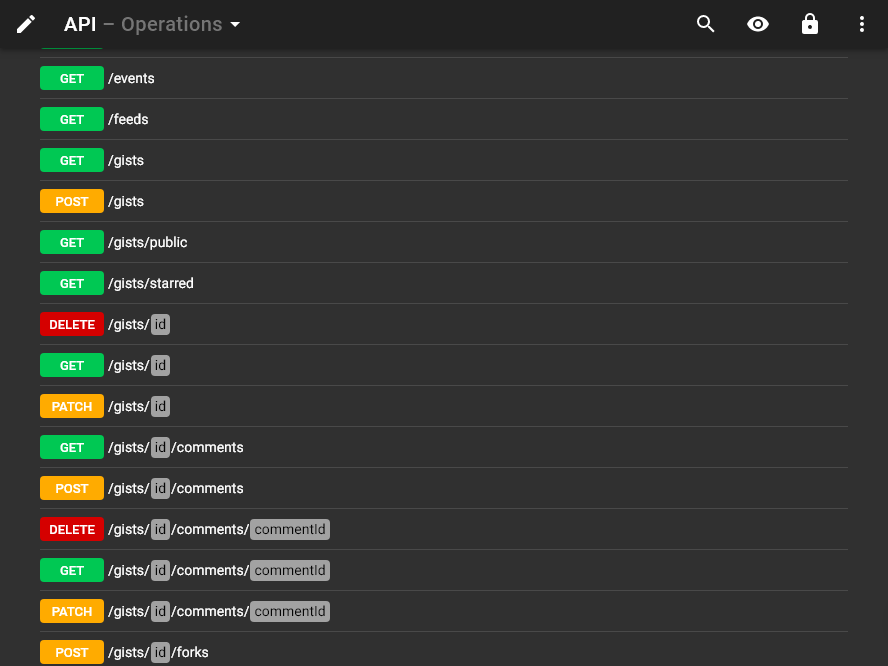 API – Operations
GET /events
GET /feeds
GET /gists
POST /gists
GET /gists/public
GET /gists/starred
DELETE /gists/id
GET /gists/id
PATCH /gists/id
GET /gists/id/comments
POST /gists/id/comments
DELETE /gists/id/comments/commentId
GET /gists/id/comments/commentId
PATCH /gists/id/comments/commentId
POST /gists/id/forks